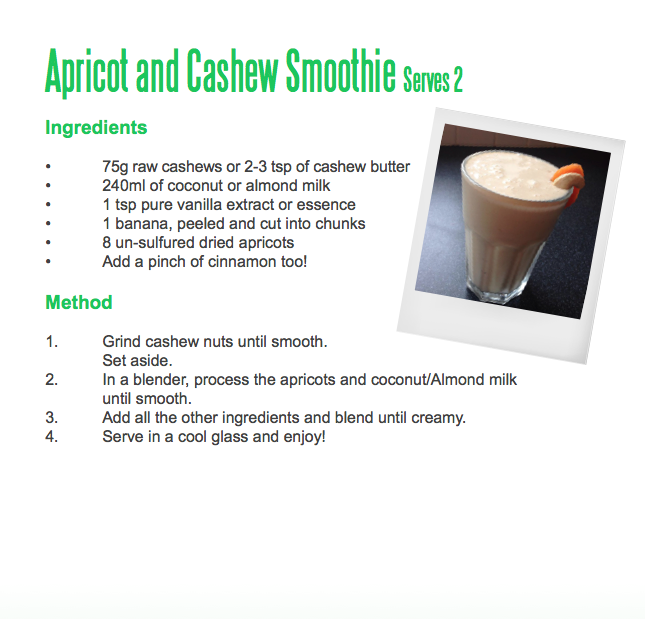 Apricot and Cashew Smoothie Serves 2
Ingredients
• 75g raw cashews or 2-3 tsp of cashew butter
• 240ml of coconut or almond milk
• 1 tsp pure vanilla extract or essence
• 1 banana, peeled and cut into chunks
• 8 un-sulfured dried apricots
• Add a pinch of cinnamon too!
Method
1. Grind cashew nuts until smooth.
Set aside.
2. In a blender, process the apricots and coconut/Almond milk
until smooth.
3. Add all the other ingredients and blend until creamy.
4. Serve in a cool glass and enjoy!